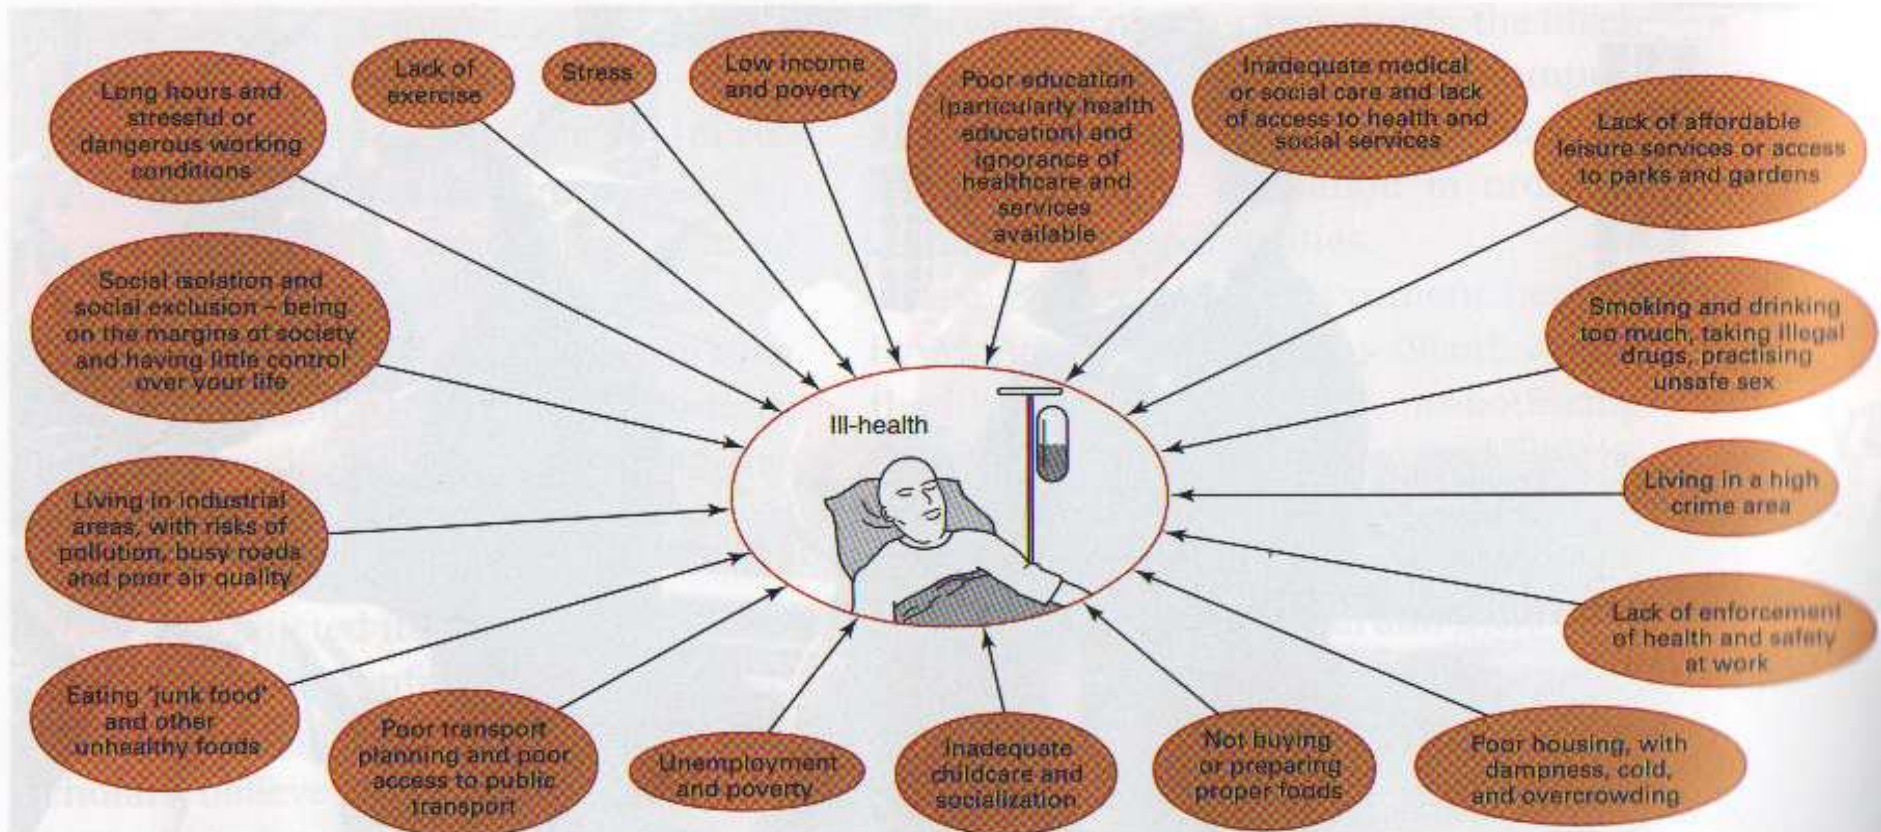 Long hours and
stressful or
dangerous working
conditions
Lack of
exercise
Stress
Low income
and poverty
Poor education
(particularly health
education) and
ignorance of
healthcare and
services
available
Inadequate medical
or social care and lack
of access to health and
social services
Lack of affordable
leisure services or access
to parks and gardens
Social isolation and
social exclusion – being
on the margins of society
and having little control
over your life
Smoking and drinking
too much, taking illegal
drugs, practising
unsafe sex
Ill-health
Living in industrial
areas, with risks of
pollution, busy roads
and poor air quality
Living in a high
crime area
Lack of enforcement
of health and safety
at work
Eating ‘junk food’
and other
unhealthy foods
Poor transport
planning and poor
access to public
transport
Unemployment
and poverty
Inadequate
childcare and
socialization
Not buying
or preparing
proper foods
Poor housing, with
dampness, cold,
and overcrowding